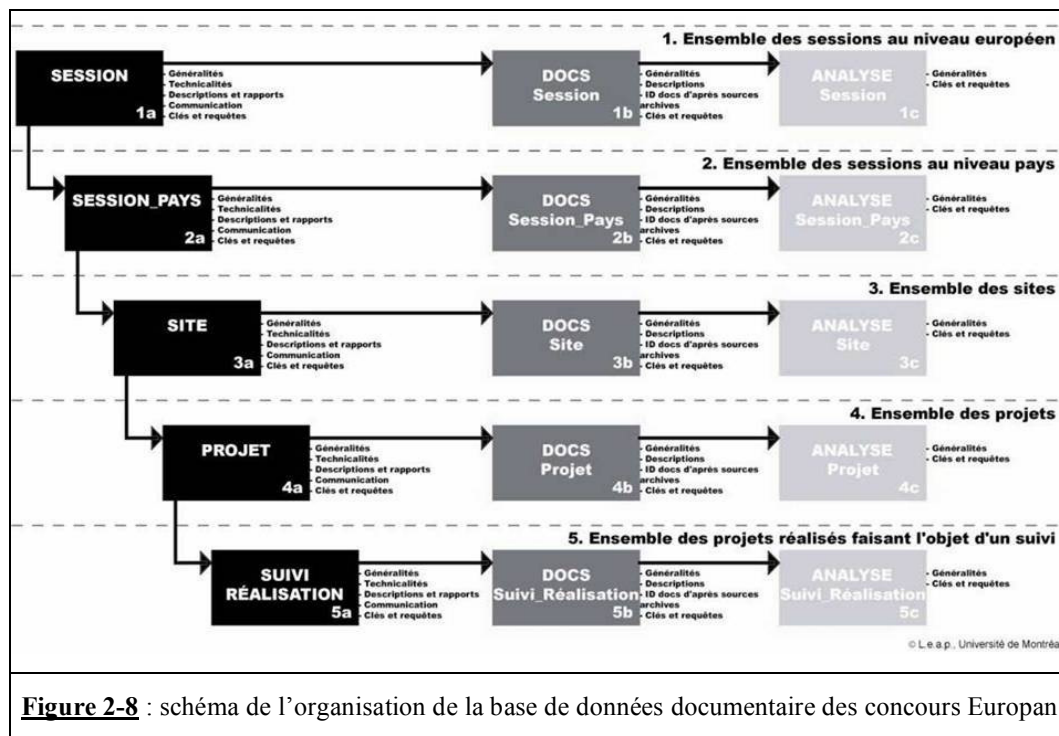 1. Ensemble des sessions au niveau européen
SESSION
1a
- Généralités
- Technicalités
- Descriptions et rapports
- Communication
- Clés et requêtes
DOCS
Session
1b
- Généralités
- Descriptions
- ID docs d'après sources
archives
- Clés et requêtes
ANALYSE
Session
1c
- Généralités
- Clés et requêtes
2. Ensemble des sessions au niveau pays
SESSION_PAYS
2a
- Généralités
- Technicalités
- Descriptions et rapports
- Communication
- Clés et requêtes
DOCS
Session_Pays
2b
- Généralités
- Descriptions
- ID docs d'après sources
archives
- Clés et requêtes
ANALYSE
Session_Pays
2c
- Généralités
- Clés et requêtes
3. Ensemble des sites
SITE
3a
- Généralités
- Technicalités
- Descriptions et rapports
- Communication
- Clés et requêtes
DOCS
Site
3b
- Généralités
- Descriptions
- ID docs d'après sources
archives
- Clés et requêtes
ANALYSE
Site
3c
- Généralités
- Clés et requêtes
4. Ensemble des projets
PROJET
4a
- Généralités
- Technicalités
- Descriptions et rapports
- Communication
- Clés et requêtes
DOCS
Projet
4b
- Généralités
- Descriptions
- ID docs d'après sources
archives
- Clés et requêtes
ANALYSE
Projet
4c
- Généralités
- Clés et requêtes
5. Ensemble des projets réalisés faisant l'objet d'un suivi
SUIVI
RÉALISATION
5a
- Généralités
- Technicalités
- Descriptions et rapports
- Communication
- Clés et requêtes
DOCS
Suivi_Réalisation
5b
- Généralités
- Descriptions
- ID docs d'après sources
archives
- Clés et requêtes
ANALYSE
Suivi_Réalisation
5c
- Généralités
- Clés et requêtes
© L.e.a.p., Université de Montréa
Figure 2-8 : schéma de l’organisation de la base de données documentaire des concours Europan